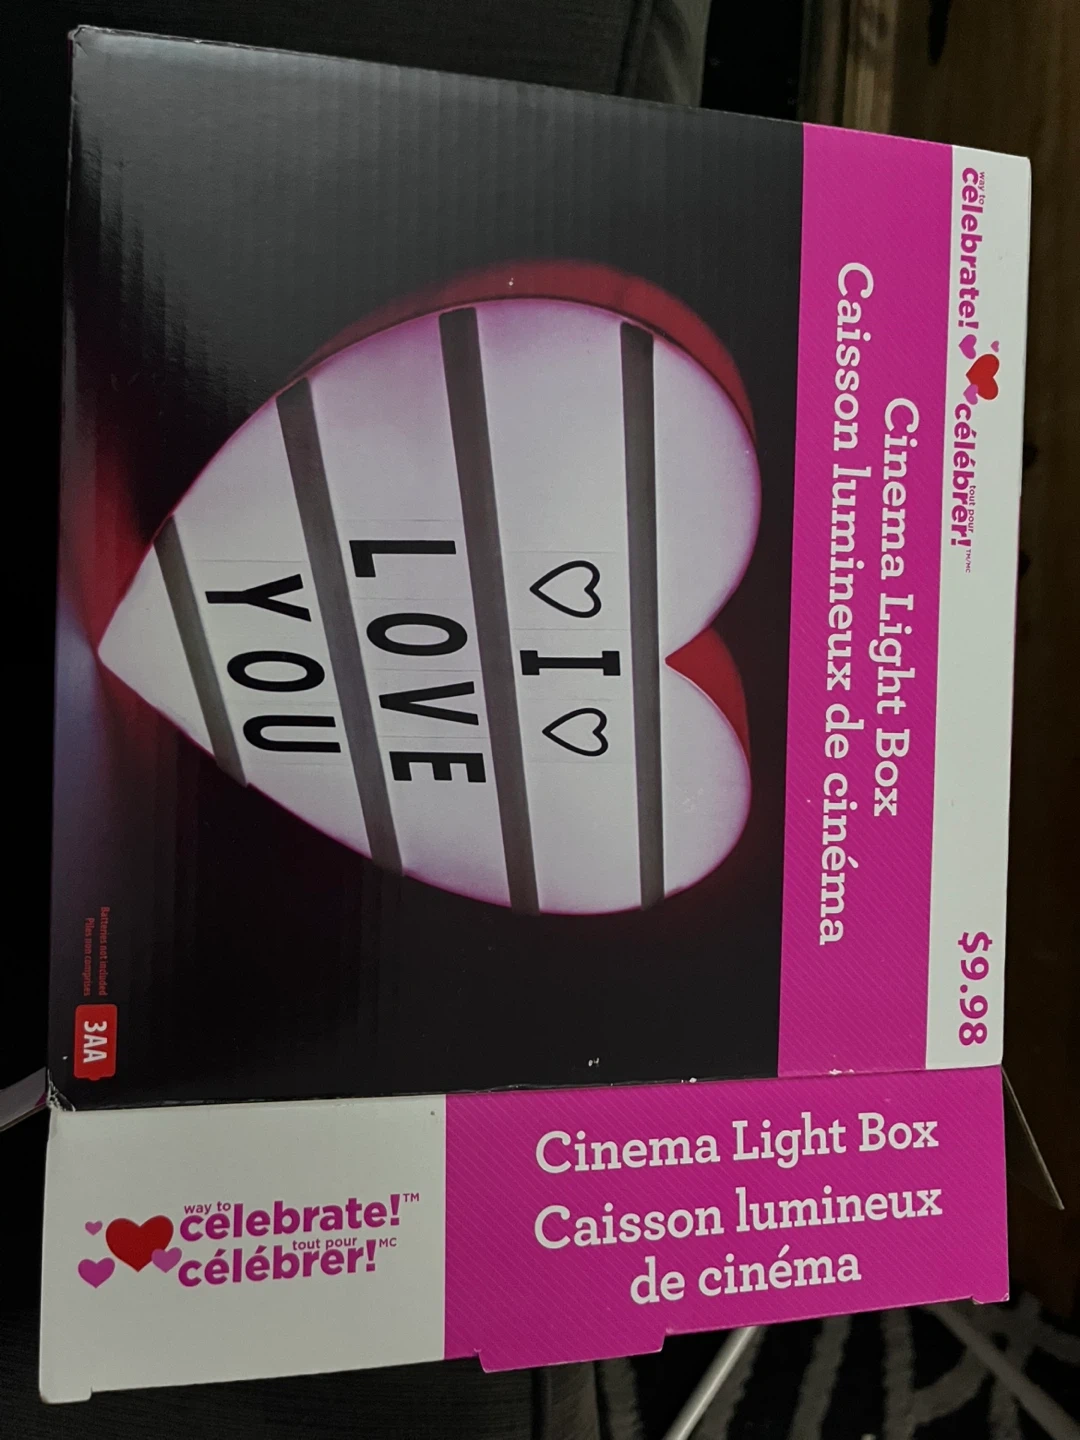 way to
celebrate!
tout pour
célébrer! TM/MC
$9.98
Cinema Light Box
Caisson lumineux de cinéma
♡I♡
LOVE
YOU
Batteries not included
Piles non comprises
3AA
way to
celebrate!™
tout pour
célébrer! MC
Cinema Light Box
Caisson lumineux
de cinéma